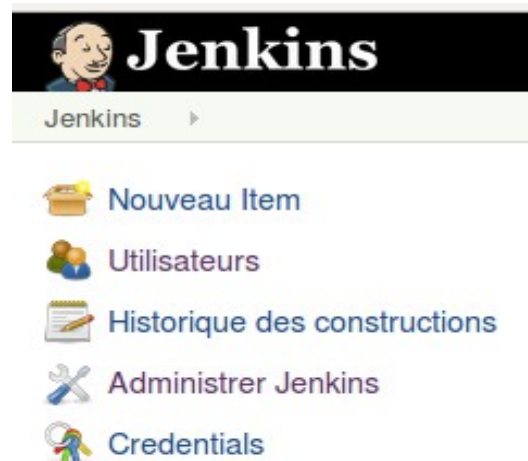 Jenkins
Jenkins
Nouveau Item
Utilisateurs
Historique des constructions
Administrer Jenkins
Credentials